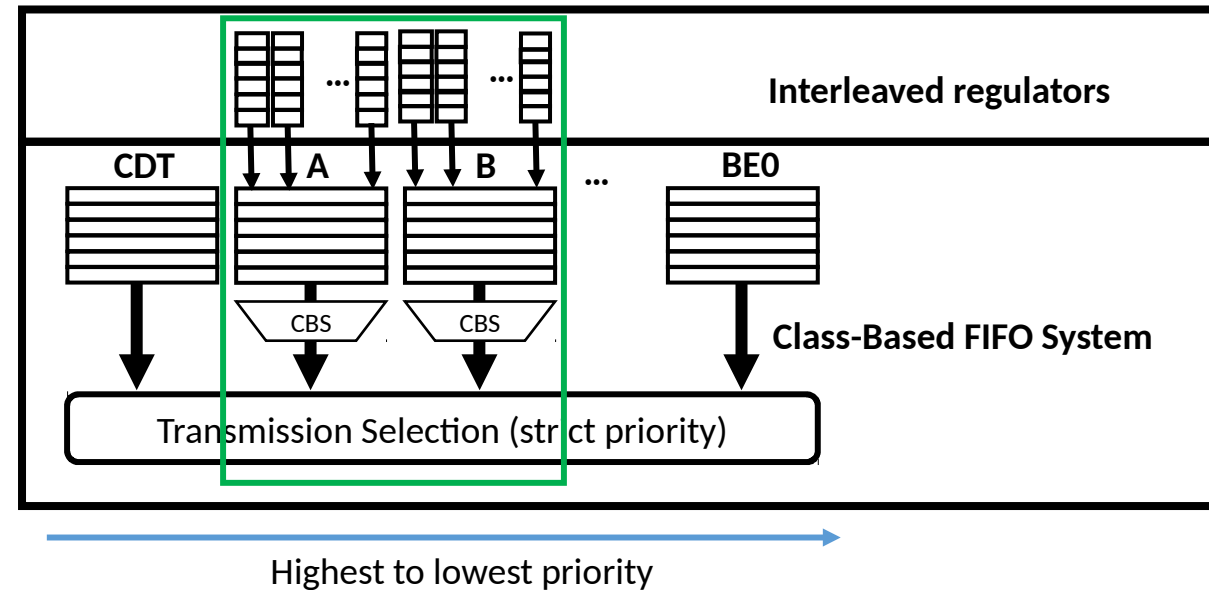 ... ...
Interleaved regulators
CDT A B ... BE0
CBS CBS
Class-Based FIFO System
Transmission Selection (strict priority)
Highest to lowest priority